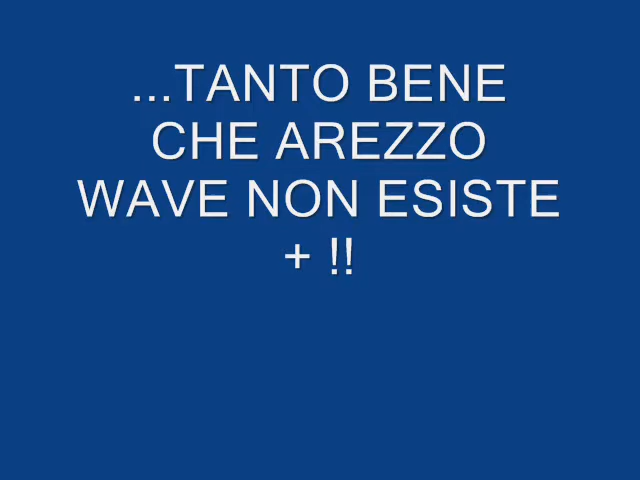 ...TANTO BENE
CHE AREZZO
WAVE NON ESISTE
+ !!